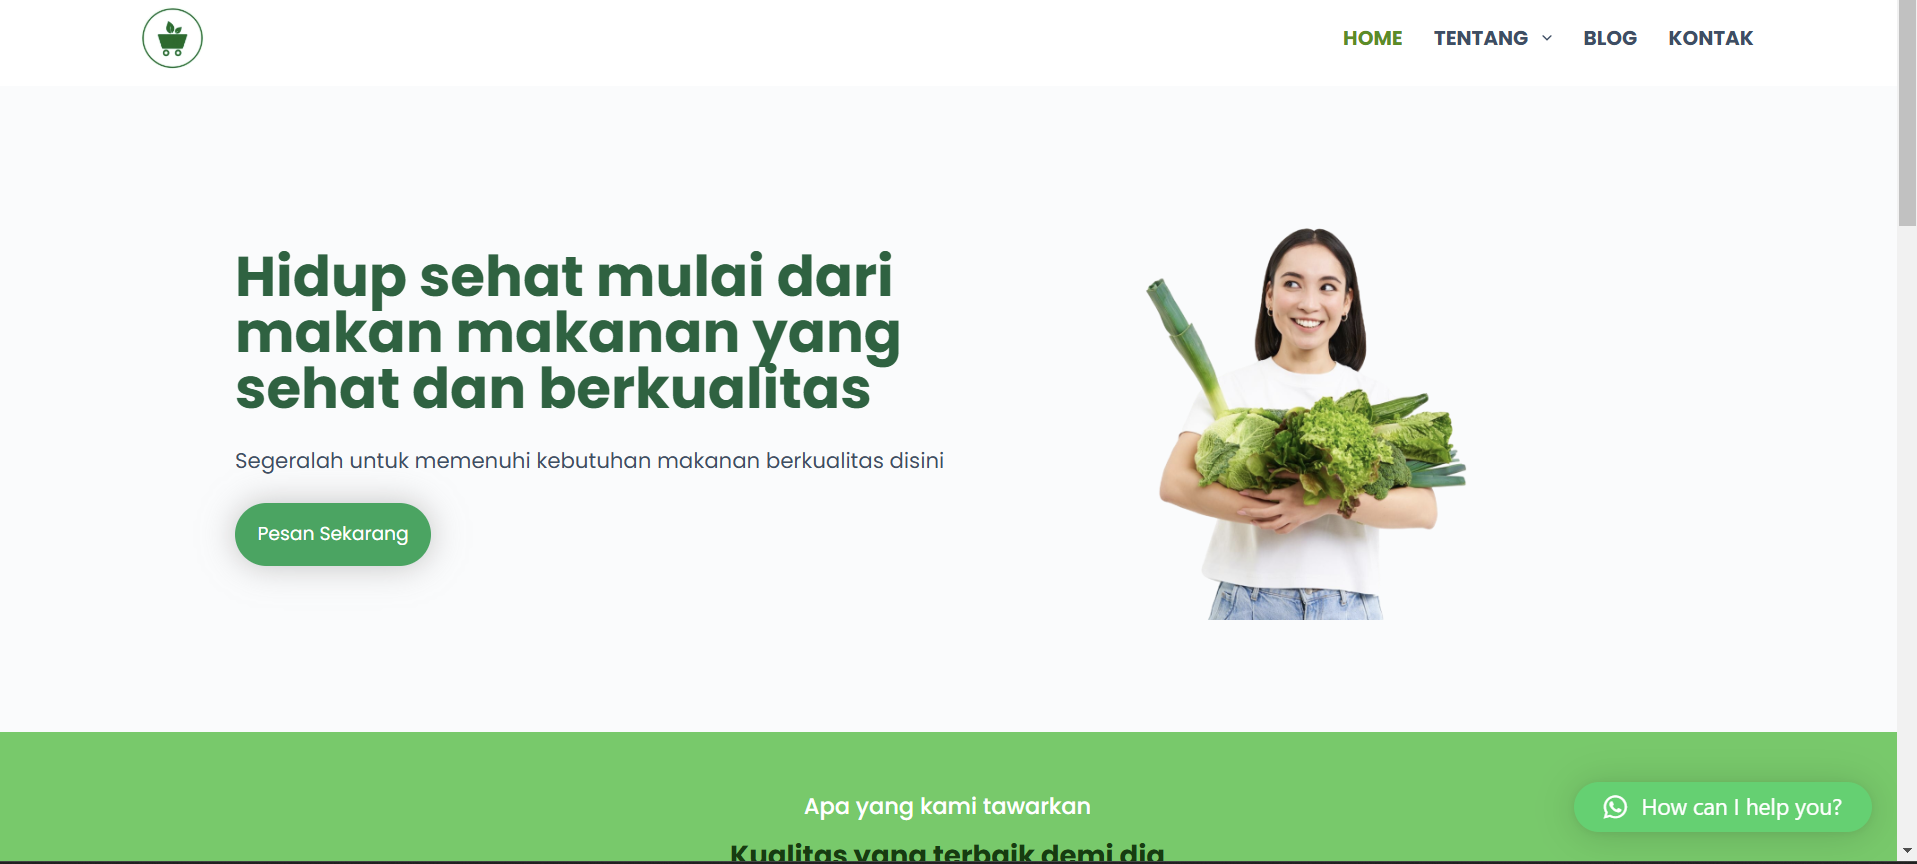 HOME TENTANG BLOG KONTAK
Hidup sehat mulai dari
makan makanan yang
sehat dan berkualitas
Segeralah untuk memenuhi kebutuhan makanan berkualitas disini
Pesan Sekarang
Apa yang kami tawarkan
How can I help you?
Kualitas yang terbaik demi dia